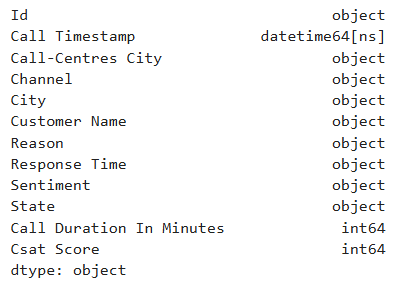 Id object
Call Timestamp datetime64[ns]
Call-Centres City object
Channel object
City object
Customer Name object
Reason object
Response Time object
Sentiment object
State object
Call Duration In Minutes int64
Csat Score int64
dtype: object